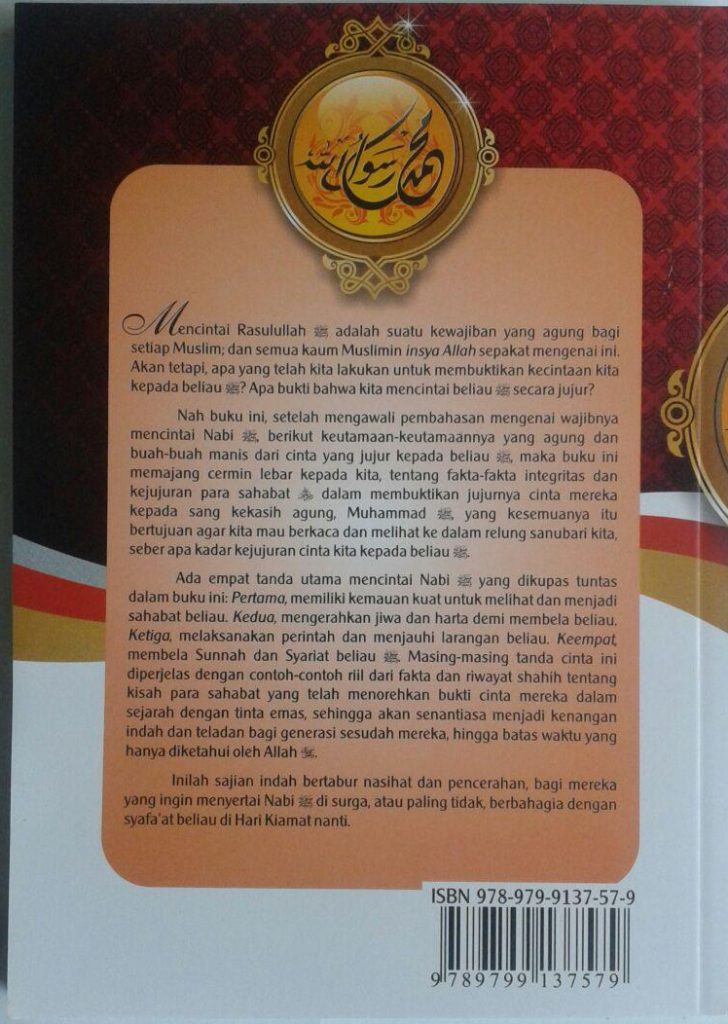 محمد رسول الله
Mencintai Rasulullah ﷺ adalah suatu kewajiban yang agung bagi
setiap Muslim; dan semua kaum Muslimin insya Allah sepakat mengenai ini.
Akan tetapi, apa yang telah kita lakukan untuk membuktikan kecintaan kita
kepada beliau ﷺ? Apa bukti bahwa kita mencintai beliau ﷺ secara jujur?
Nah buku ini, setelah mengawali pembahasan mengenai wajibnya
mencintai Nabi ﷺ, berikut keutamaan-keutamaannya yang agung dan
buah-buah manis dari cinta yang jujur kepada beliau ﷺ, maka buku ini
memajang cermin lebar kepada kita, tentang fakta-fakta integritas dan
kejujuran para sahabat dalam membuktikan jujurnya cinta mereka
kepada sang kekasih agung, Muhammad ﷺ, yang kesemuanya itu
bertujuan agar kita mau berkaca dan melihat ke dalam relung sanubari kita,
seber apa kadar kejujuran cinta kita kepada beliau ﷺ.
Ada empat tanda utama mencintai Nabi ﷺ yang dikupas tuntas
dalam buku ini: Pertama, memiliki kemauan kuat untuk melihat dan menjadi
sahabat beliau. Kedua, mengerahkan jiwa dan harta demi membela beliau.
Ketiga, melaksanakan perintah dan menjauhi larangan beliau. Keempat,
membela Sunnah dan Syariat beliau ﷺ. Masing-masing tanda cinta ini
diperjelas dengan contoh-contoh riil dari fakta dan riwayat shahih tentang
kisah para sahabat yang telah menorehkan bukti cinta mereka dalam
sejarah dengan tinta emas, sehingga akan senantiasa menjadi kenangan
indah dan teladan bagi generasi sesudah mereka, hingga batas waktu yang
hanya diketahui oleh Allah.
Inilah sajian indah bertabur nasihat dan pencerahan, bagi mereka
yang ingin menyertai Nabi ﷺ di surga, atau paling tidak, berbahagia dengan
syafa'at beliau di Hari Kiamat nanti.
ISBN 978-979-9137-57-9
9 789799 137579